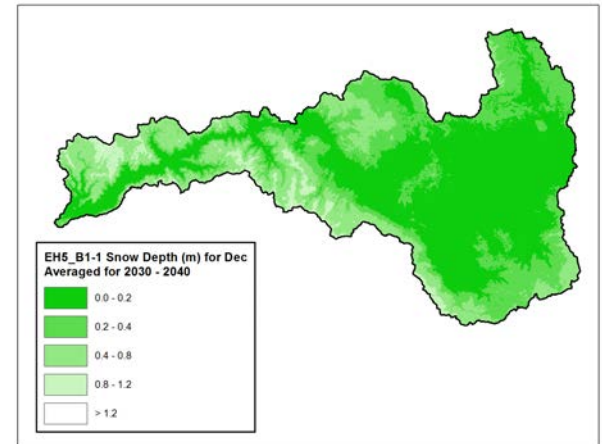 EH5_B1-1 Snow Depth (m) for Dec
Averaged for 2030 - 2040
0.0 - 0.2
0.2 - 0.4
0.4 - 0.8
0.8 - 1.2
> 1.2